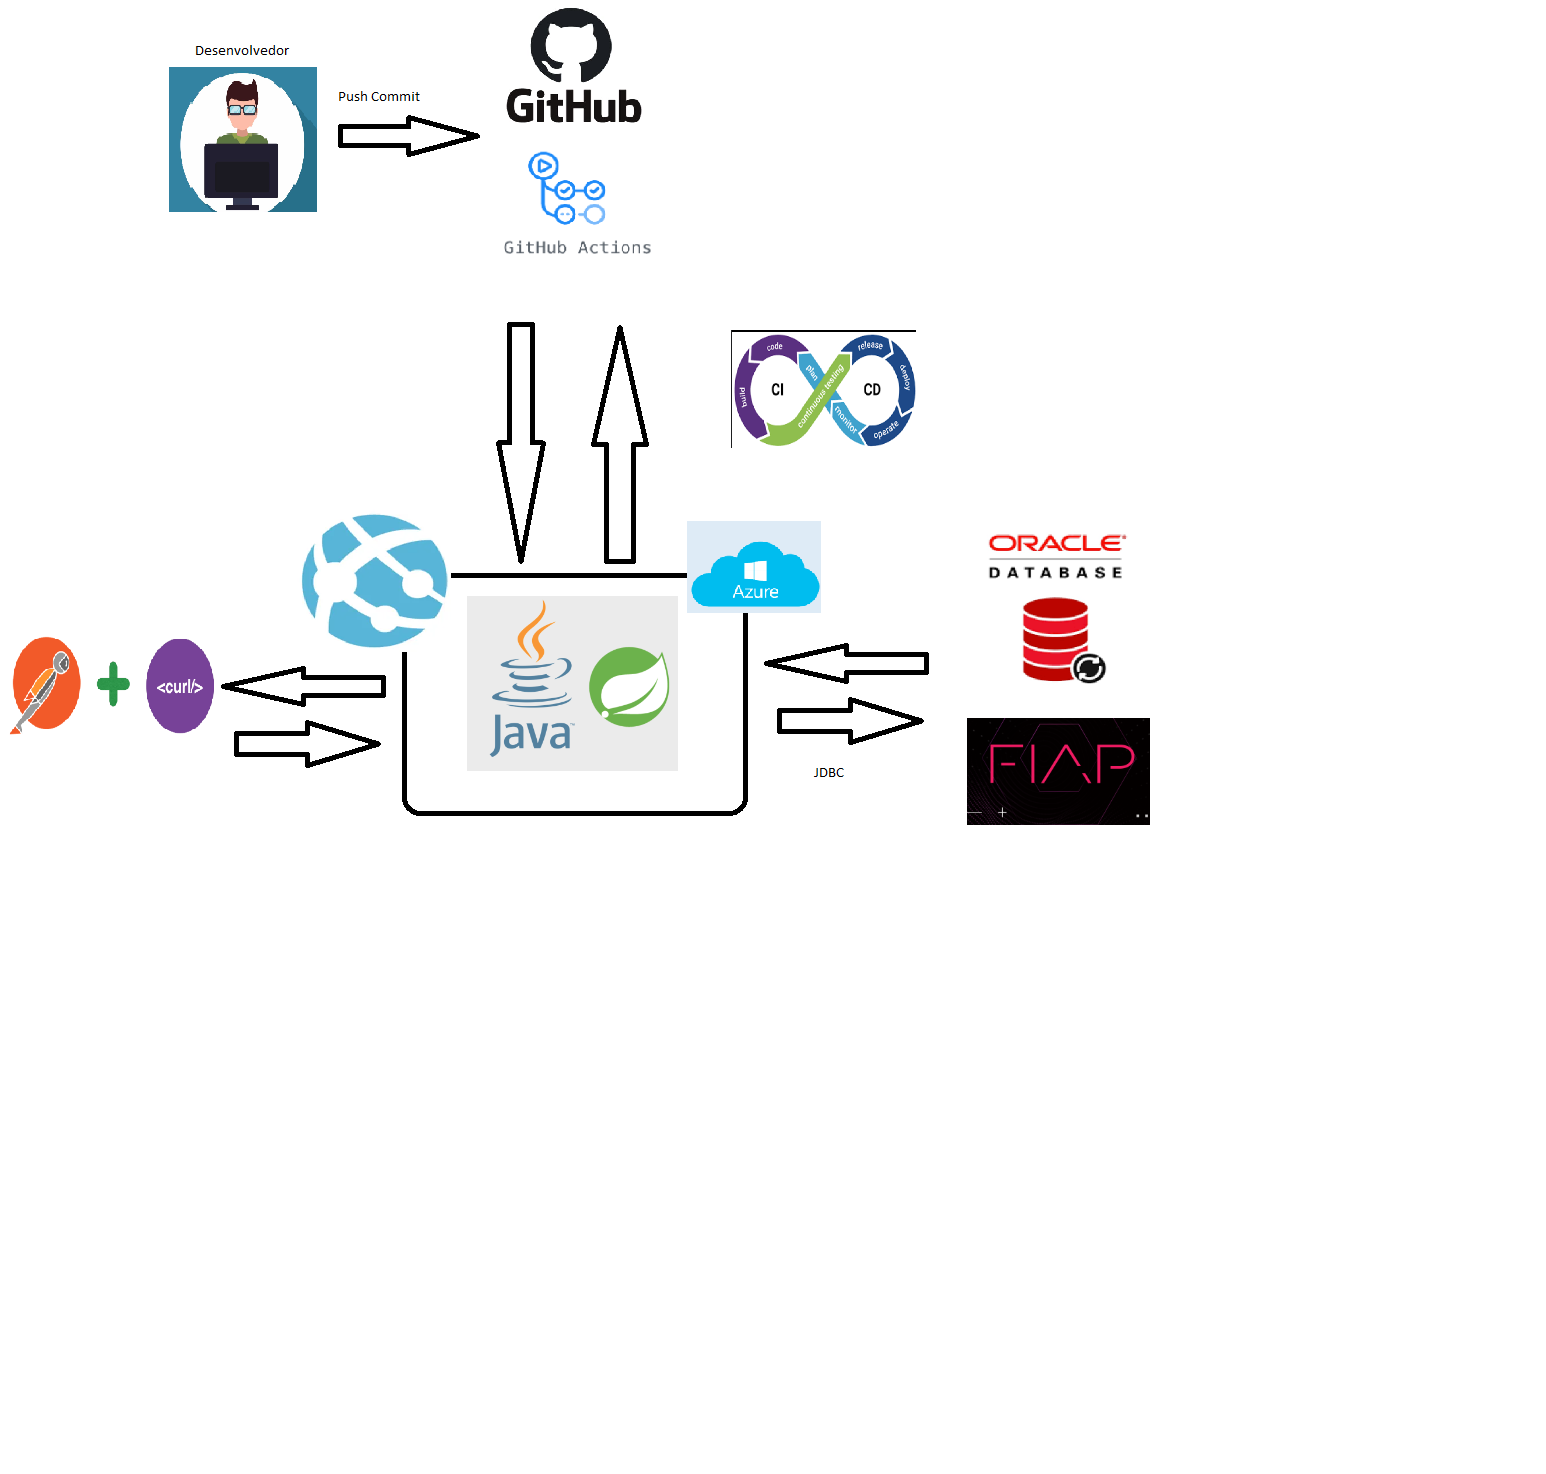 Desenvolvedor
Push Commit
GitHub
GitHub Actions
code
build
plan
continuous testing
monitor
release
deploy
operate
CI
CD
Azure
ORACLE®
DATABASE
<curl/>
Java™
JDBC
FIAP